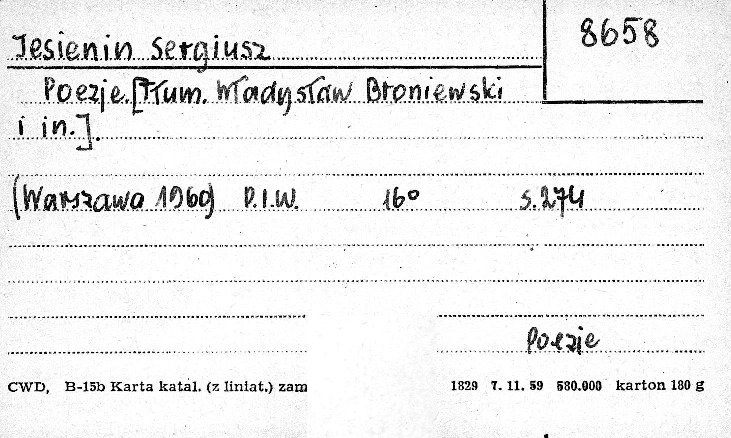 Jesienin Sergiusz
8658
Poezje.[Tłum. Władysław Broniewski
i in.].
(Warszawa 1960) P.I.W. 16° s.274
Poezje
CWD, B-15b Karta katal. (z liniat.) zam
1829 7. 11. 59 580.000 karton 180 g